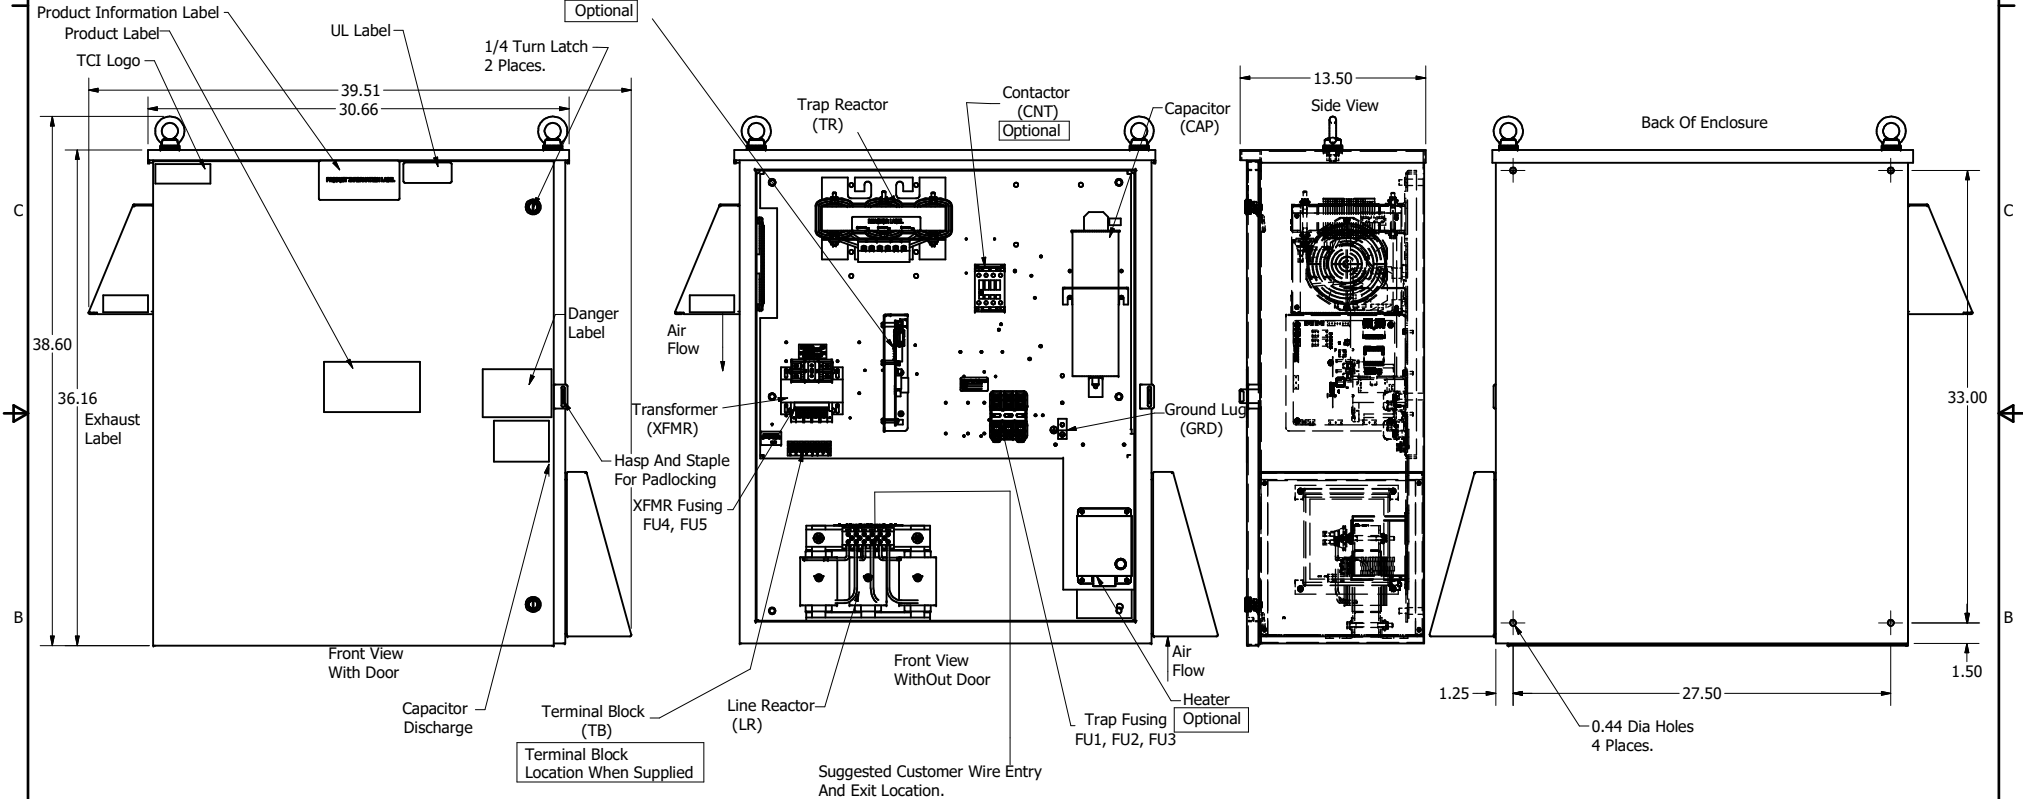 Product Information Label
Product Label
TCI Logo
UL Label
1/4 Turn Latch
2 Places.
Optional
39.51
30.66
38.60
36.16
Exhaust
Label
Danger
Label
Hasp And Staple
For Padlocking
Front View
With Door
Capacitor
Discharge
C
B
Trap Reactor
(TR)
Contactor
(CNT)
Optional
Capacitor
(CAP)
Air
Flow
Transformer
(XFMR)
XFMR Fusing
FU4, FU5
Ground Lug
(GRD)
Front View
WithOut Door
Air
Flow
Terminal Block
(TB)
Terminal Block
Location When Supplied
Line Reactor
(LR)
Suggested Customer Wire Entry
And Exit Location.
Trap Fusing
FU1, FU2, FU3
Heater
Optional
13.50
Side View
Back Of Enclosure
33.00
1.50
1.25
27.50
0.44 Dia Holes
4 Places.
C
B